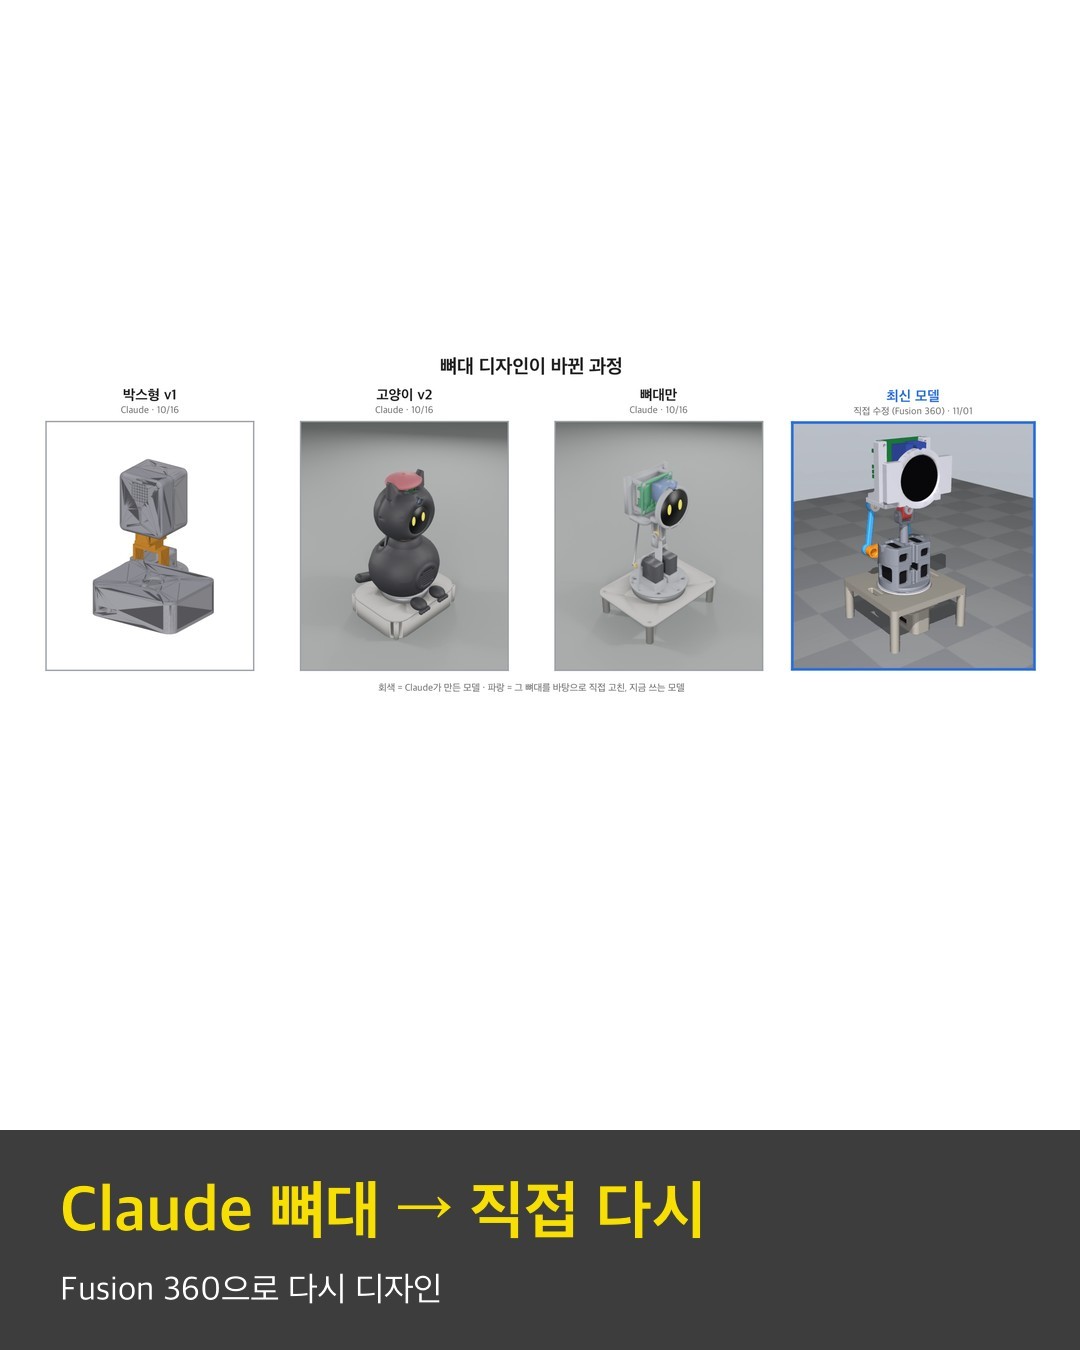 뼈대 디자인이 바뀐 과정
박스형 v1
Claude · 10/16
고양이 v2
Claude · 10/16
뼈대만
Claude · 10/16
최신 모델
직접 수정 (Fusion 360) · 11/01
회색 = Claude가 만든 모델 · 파랑 = 그 뼈대를 바탕으로 직접 고친, 지금 쓰는 모델
Claude 뼈대 → 직접 다시
Fusion 360으로 다시 디자인